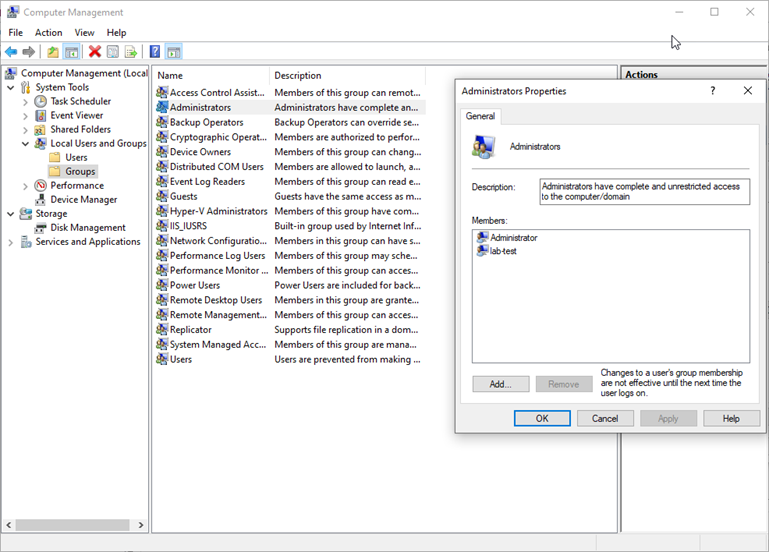 Computer Management
File Action View Help
Computer Management (Local
System Tools
Task Scheduler
Event Viewer
Shared Folders
Local Users and Groups
Users
Groups
Performance
Device Manager
Storage
Disk Management
Services and Applications
Name Description
Access Control Assist... Members of this group can remot...
Administrators Administrators have complete an...
Backup Operators Backup Operators can override se...
Cryptographic Operat... Members are authorized to perfor...
Device Owners Members of this group can chang...
Distributed COM Users Members are allowed to launch, a...
Event Log Readers Members of this group can read e...
Guests Guests have the same access as m...
Hyper-V Administrators Members of this group have com...
IIS_IUSRS Built-in group used by Internet Inf...
Network Configuratio... Members in this group can have s...
Performance Log Users Members of this group may sche...
Performance Monitor ... Members of this group can acces...
Power Users Power Users are included for back...
Remote Desktop Users Members in this group are grante...
Remote Management... Members of this group can acces...
Replicator Supports file replication in a dom...
System Managed Acc... Members of this group are mana...
Users Users are prevented from making ...
Actions
Administrators Properties
General
Administrators
Description:
Administrators have complete and unrestricted access
to the computer/domain
Members:
Administrator
lab-test
Add... Remove
Changes to a user's group membership
are not effective until the next time the
user logs on.
OK Cancel Apply Help